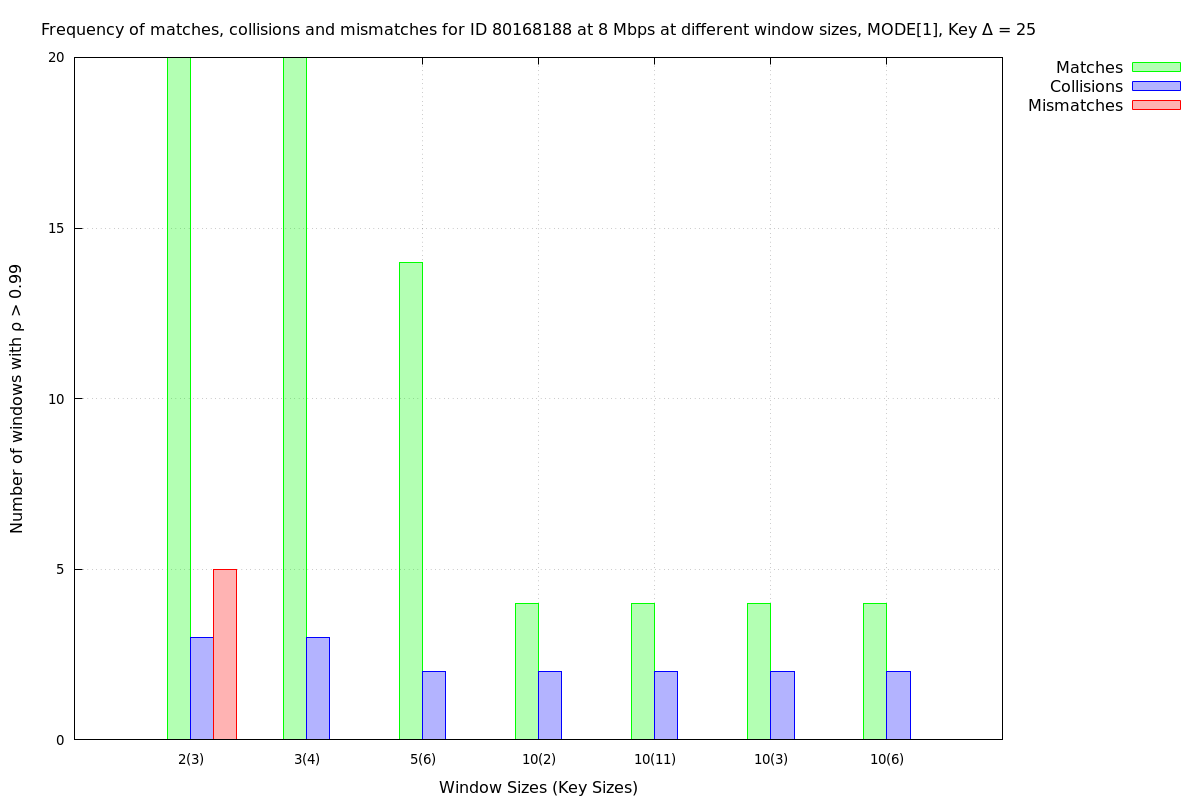 Frequency of matches, collisions and mismatches for ID 80168188 at 8 Mbps at different window sizes, MODE[1], Key Δ = 25
Matches
Collisions
Mismatches
Number of windows with ρ > 0.99
20
15
10
5
0
2(3) 3(4) 5(6) 10(2) 10(11) 10(3) 10(6)
Window Sizes (Key Sizes)